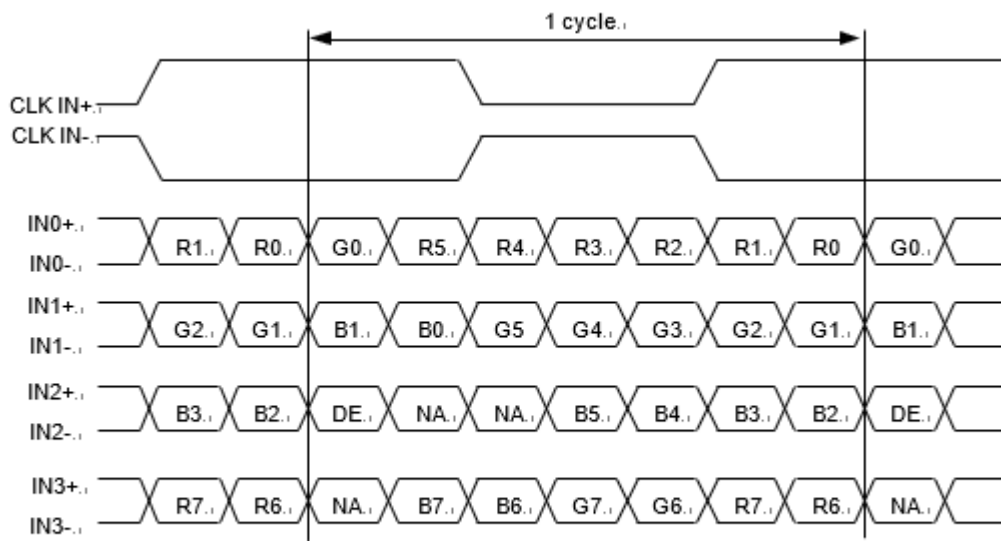 1 cycle
CLK IN+
CLK IN-
IN0+
R1 R0 G0 R5 R4 R3 R2 R1 R0 G0
IN0-
IN1+
G2 G1 B1 B0 G5 G4 G3 G2 G1 B1
IN1-
IN2+
B3 B2 DE NA NA B5 B4 B3 B2 DE
IN2-
IN3+
R7 R6 NA B7 B6 G7 G6 R7 R6 NA
IN3-